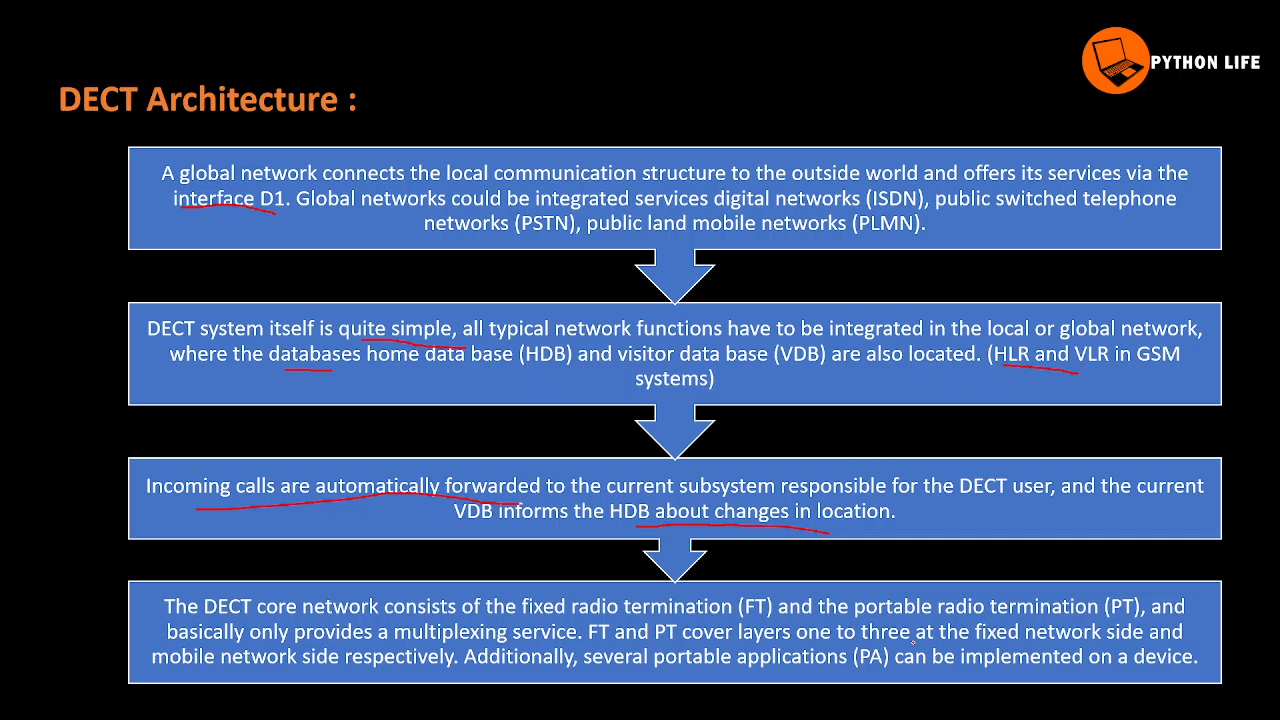 PYTHON LIFE
DECT Architecture :
A global network connects the local communication structure to the outside world and offers its services via the
interface D1. Global networks could be integrated services digital networks (ISDN), public switched telephone
networks (PSTN), public land mobile networks (PLMN).
DECT system itself is quite simple, all typical network functions have to be integrated in the local or global network,
where the databases home data base (HDB) and visitor data base (VDB) are also located. (HLR and VLR in GSM
systems)
Incoming calls are automatically forwarded to the current subsystem responsible for the DECT user, and the current
VDB informs the HDB about changes in location.
The DECT core network consists of the fixed radio termination (FT) and the portable radio termination (PT), and
basically only provides a multiplexing service. FT and PT cover layers one to three at the fixed network side and
mobile network side respectively. Additionally, several portable applications (PA) can be implemented on a device.